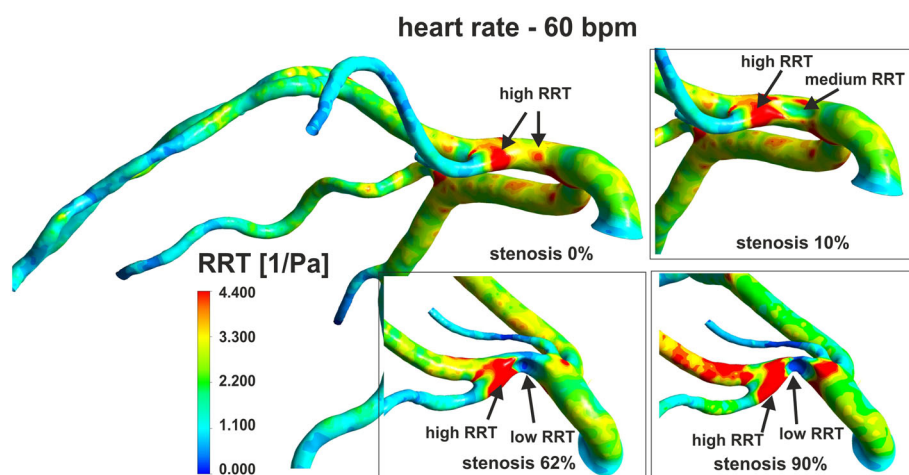 heart rate - 60 bpm
high RRT
high RRT
medium RRT
stenosis 0%
stenosis 10%
RRT [1/Pa]
4.400
3.300
2.200
1.100
0.000
high RRT
low RRT
stenosis 62%
high RRT
low RRT
stenosis 90%